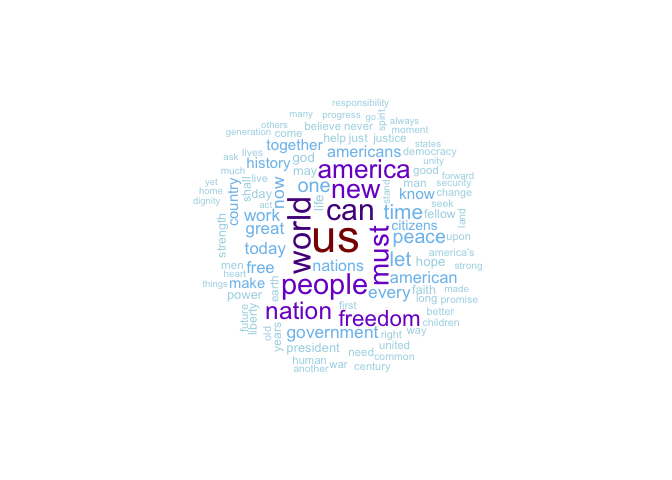 responsibility
many progress go
spirit
others
always
generation come believe never moment
help just justice
together americans states
democracy
ask lives god unity
history america good
much may forward
yet live one new man security
home shall day now life can stand know change
dignity country act seek
work world time fellow land
great us citizens
strength must peace upon
today let america's
men free nations hope strong
heart american
things make people every faith made
power earth long promise
nation first freedom better
future liberty children
old years government right way
president need united
human war common
another century